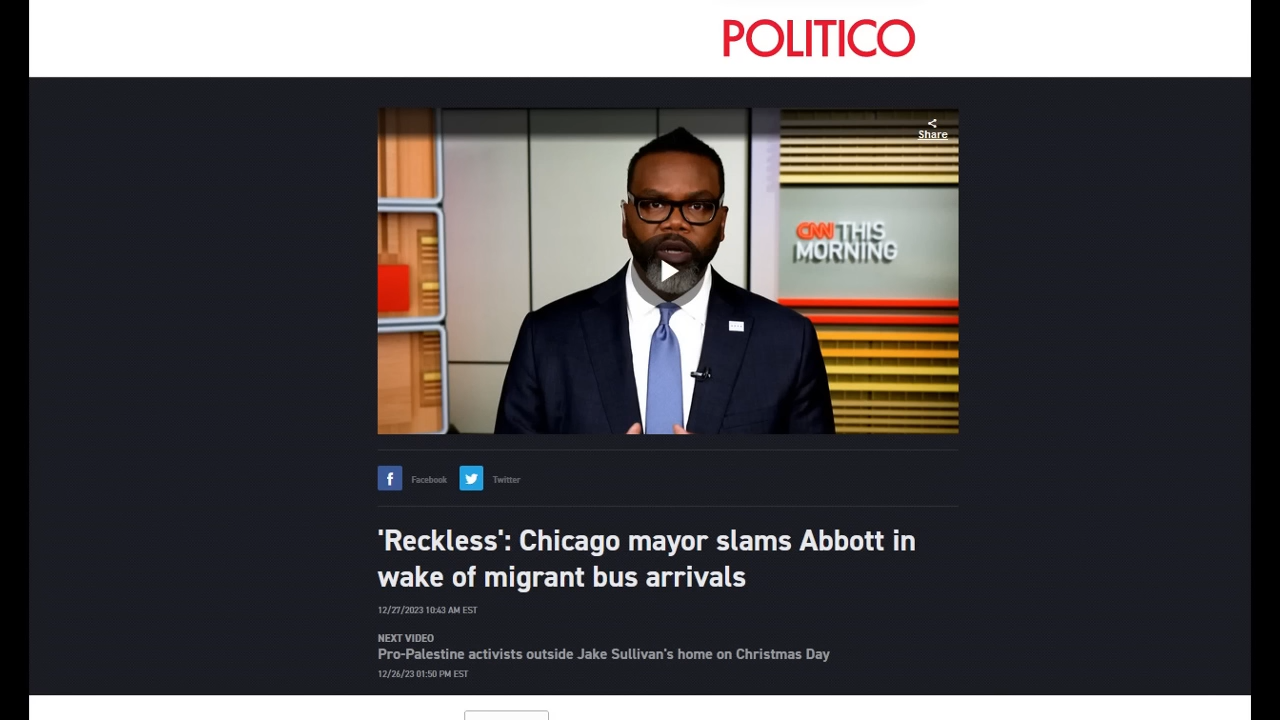 POLITICO
Share
CNN THIS
MORNING
f Facebook Twitter
'Reckless': Chicago mayor slams Abbott in
wake of migrant bus arrivals
12/27/2023 10:43 AM EST
NEXT VIDEO
Pro-Palestine activists outside Jake Sullivan's home on Christmas Day
12/26/23 01:50 PM EST